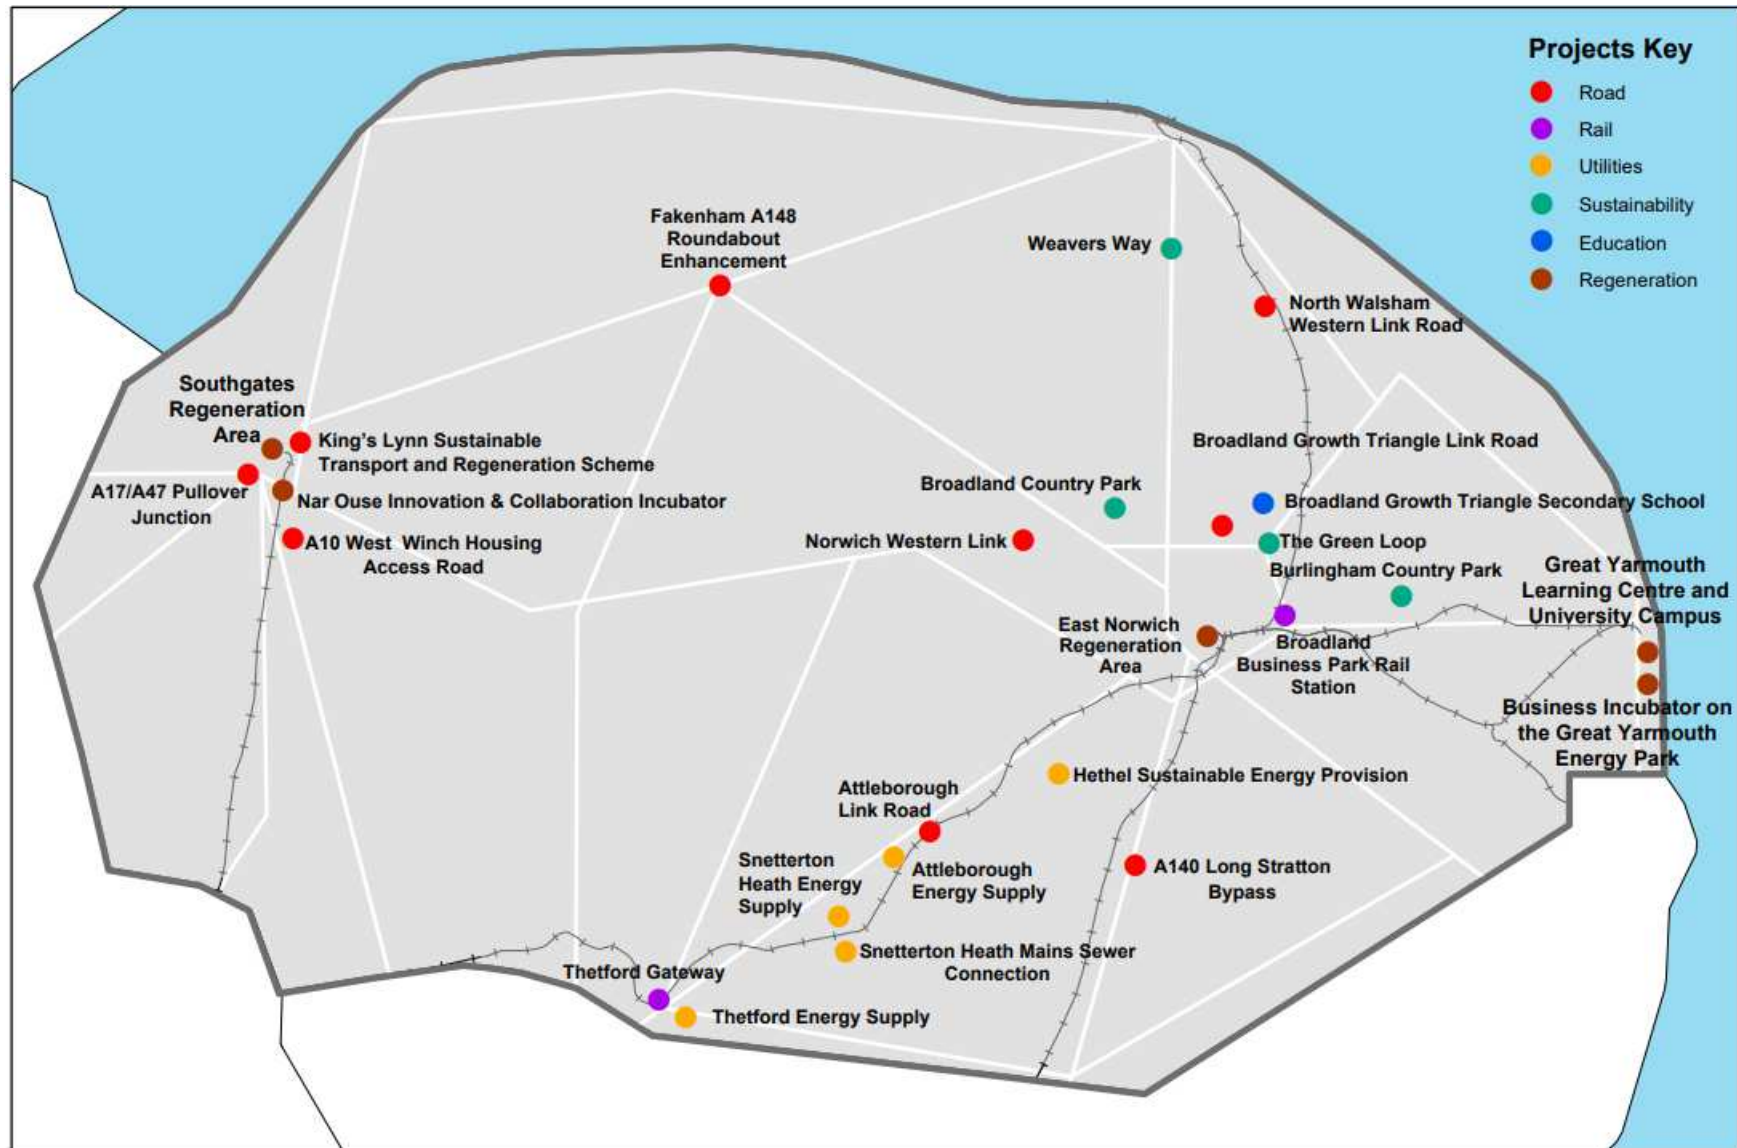 Projects Key
Road
Rail
Utilities
Sustainability
Education
Regeneration
Fakenham A148
Roundabout
Enhancement
Weavers Way
North Walsham
Western Link Road
Southgates
Regeneration
Area
King's Lynn Sustainable
Transport and Regeneration Scheme
A17/A47 Pullover
Junction
Nar Ouse Innovation & Collaboration Incubator
A10 West Winch Housing
Access Road
Broadland Growth Triangle Link Road
Broadland Country Park
Broadland Growth Triangle Secondary School
Norwich Western Link
The Green Loop
Burlingham Country Park
Great Yarmouth
Learning Centre and
University Campus
East Norwich
Regeneration
Area
Broadland
Business Park Rail
Station
Business Incubator on
the Great Yarmouth
Energy Park
Hethel Sustainable Energy Provision
Attleborough
Link Road
Snetterton
Heath Energy
Supply
Attleborough
Energy Supply
A140 Long Stratton
Bypass
Snetterton Heath Mains Sewer
Connection
Thetford Gateway
Thetford Energy Supply